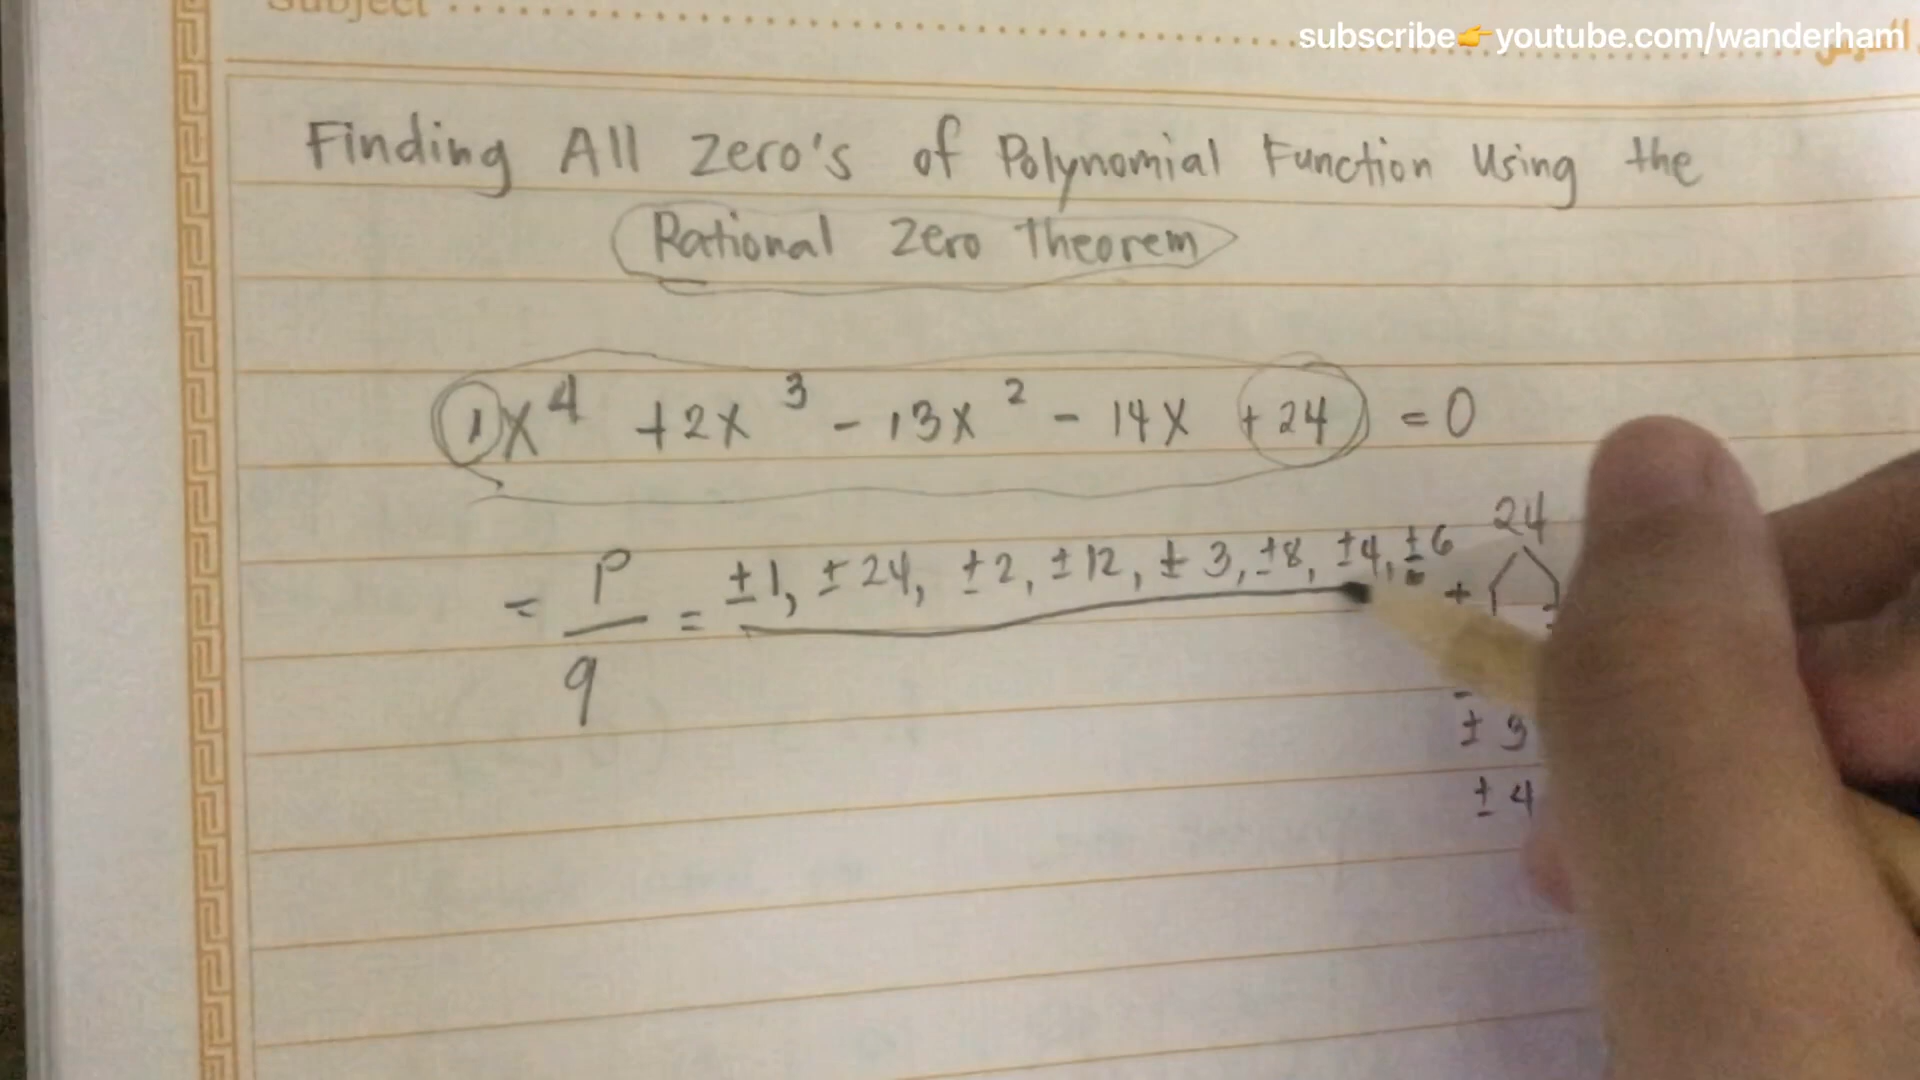 Subject
subscribe👉youtube.com/wanderham
Finding All Zero's of Polynomial Function Using the
Rational Zero Theorem
1x⁴ + 2x³ - 13x² - 14x + 24 = 0
= P/q = ±1, ±24, ±2, ±12, ±3, ±8, ±4, ±6
24
±3
±4